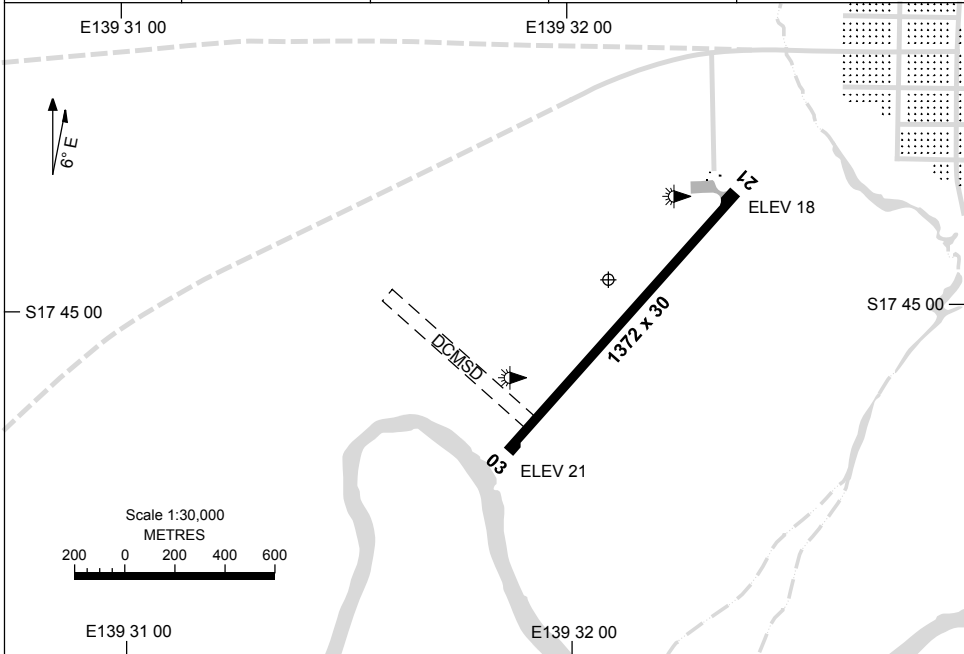 E139 31 00
E139 32 00
6° E
21
ELEV 18
S17 45 00
S17 45 00
1372 x 30
DCMSD
03
ELEV 21
Scale 1:30,000
METRES
200 0 200 400 600
E139 31 00
E139 32 00